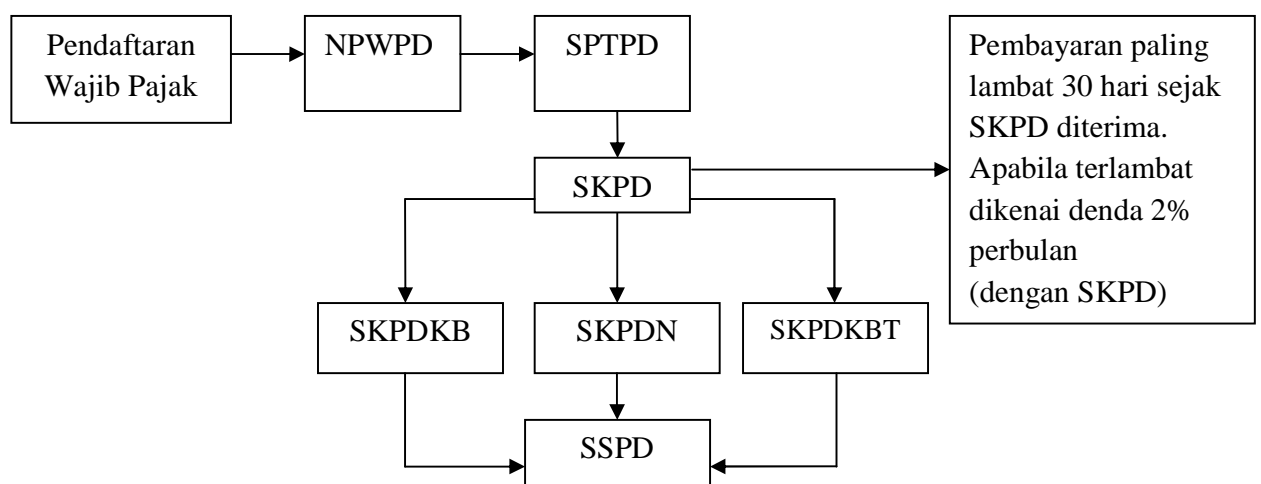 Pendaftaran
Wajib Pajak
NPWPD
SPTPD
Pembayaran paling
lambat 30 hari sejak
SKPD diterima.
Apabila terlambat
dikenai denda 2%
perbulan
(dengan SKPD)
SKPD
SKPDKB
SKPDN
SKPDKBT
SSPD